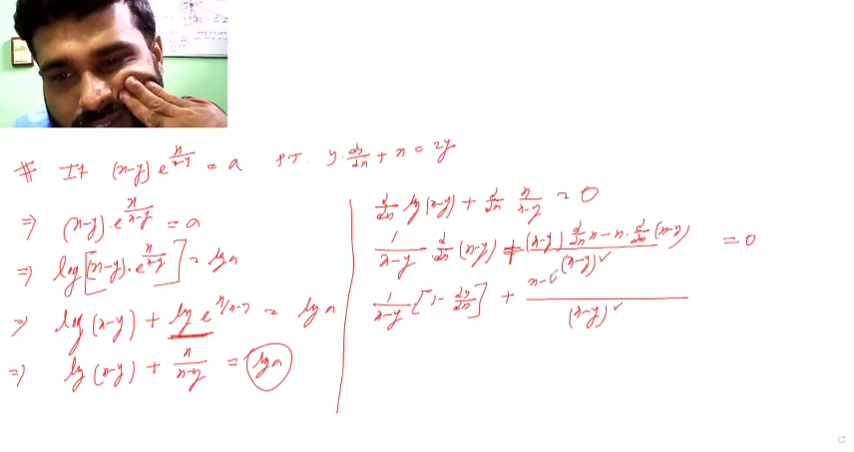 # If (x-y) e^{x/(x-y)} = a P.T. y. dy/dx + x = 2y
⇒ (x-y). e^{x/(x-y)} = a
⇒ log[(x-y). e^{x/(x-y)}] = log a
⇒ log (x-y) + log e^{x/x-y} = log a
⇒ log (x-y) + x/(x-y) = log a
d/dx log (x-y) + d/dx x/(x-y) = 0
1/(x-y) d/dx (x-y) + ((x-y) d/dx x - x. d/dx (x-y))/(x-y)² = 0
1/(x-y) [1 - dy/dx] + (x-)/(x-y)²